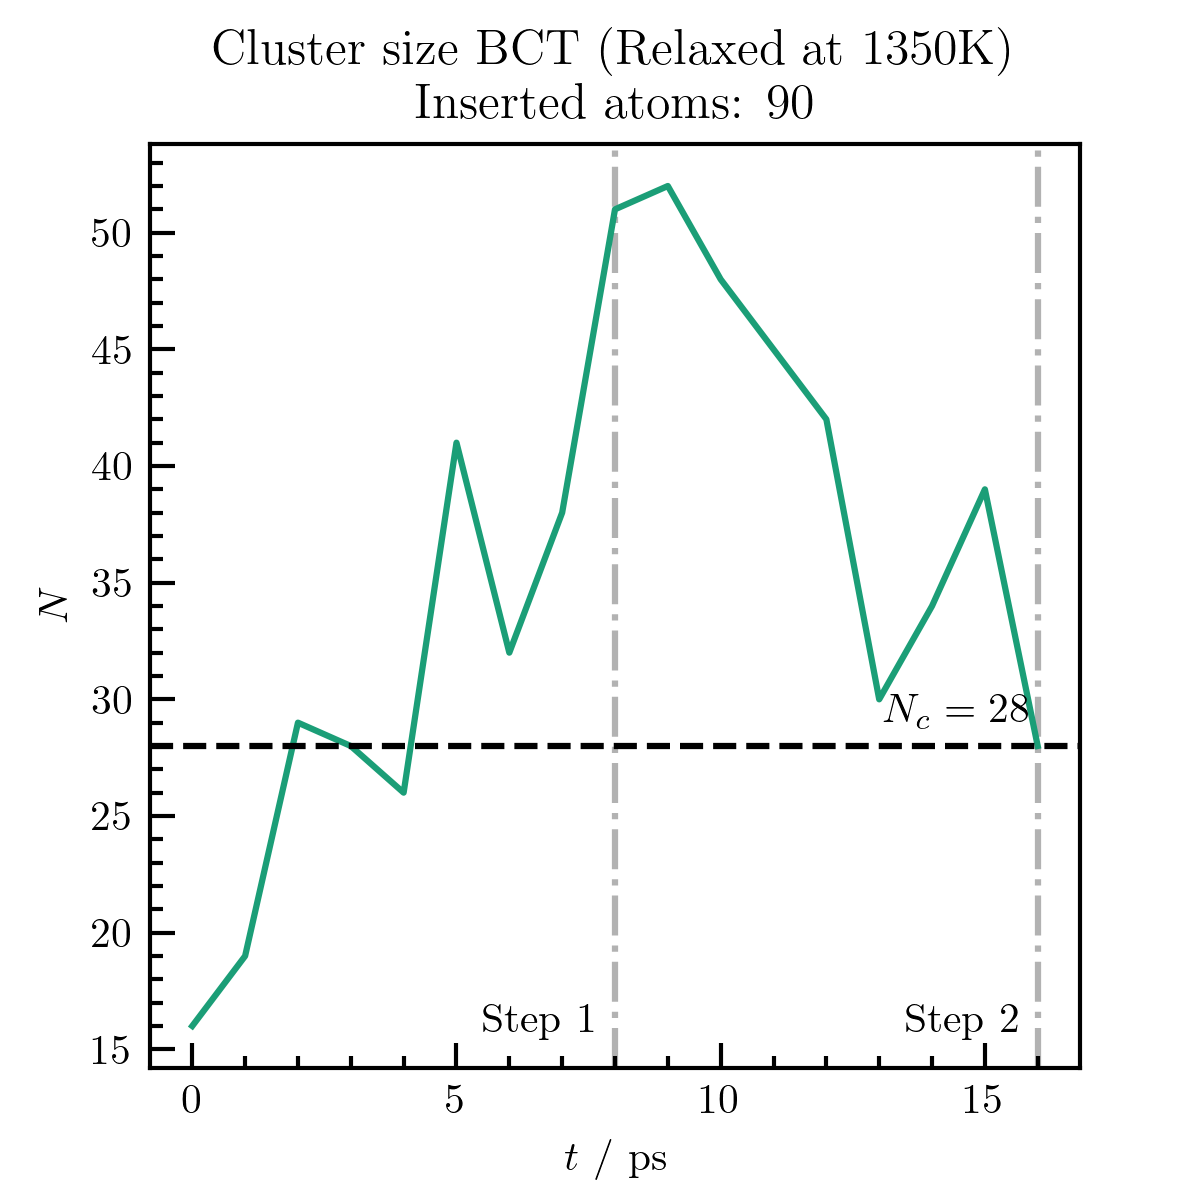 Cluster size BCT (Relaxed at 1350K)
Inserted atoms: 90
50
45
40
35
30
25
20
15
N
N_c = 28
Step 1
Step 2
0 5 10 15
t / ps